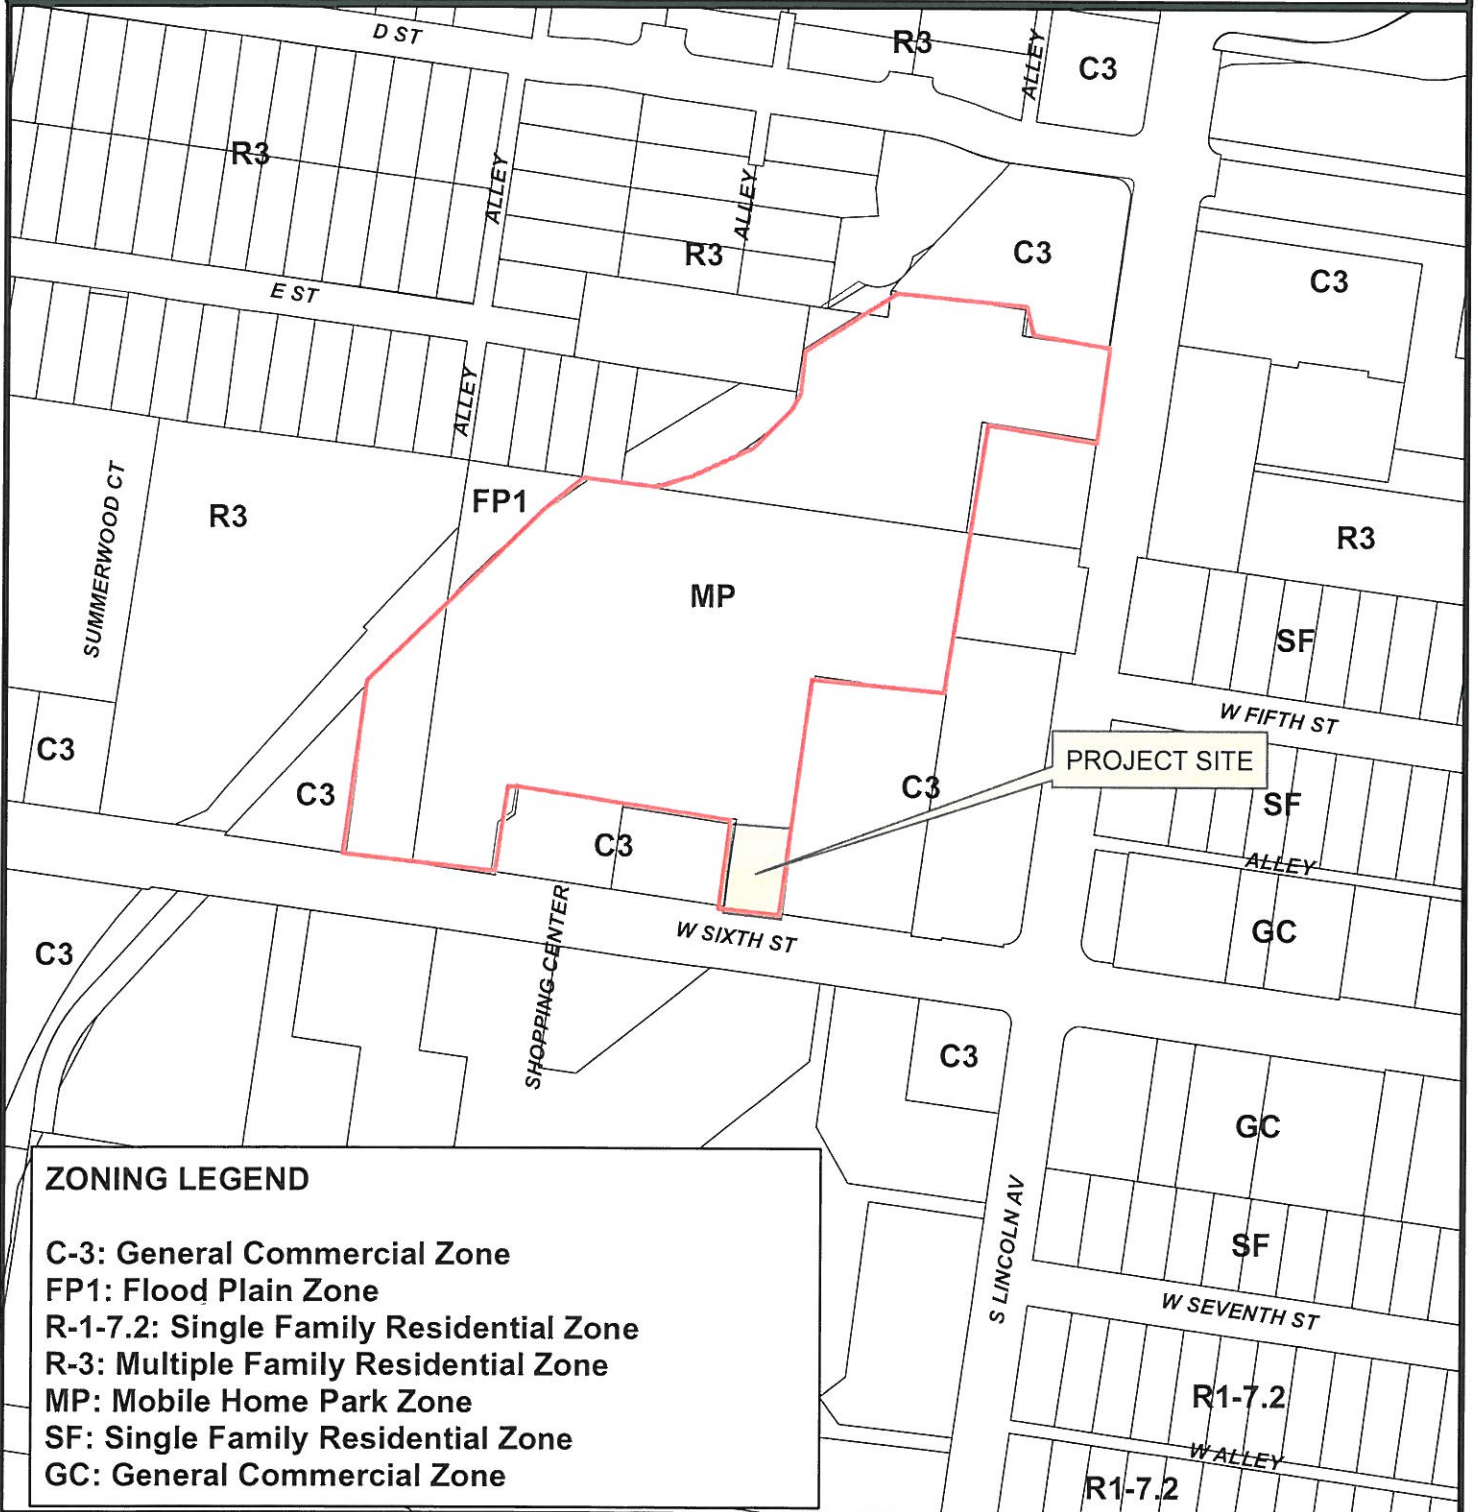 D ST
R3
ALLEY
C3
R3
ALLEY
ALLEY
R3
C3
C3
E ST
ALLEY
SUMMERWOOD CT
R3
FP1
R3
MP
SF
W FIFTH ST
C3
PROJECT SITE
C3
C3
SF
C3
ALLEY
SHOPPING CENTER
W SIXTH ST
GC
C3
C3
GC
S LINCOLN AV
SF
W SEVENTH ST
R1-7.2
W ALLEY
R1-7.2
ZONING LEGEND
C-3: General Commercial Zone
FP1: Flood Plain Zone
R-1-7.2: Single Family Residential Zone
R-3: Multiple Family Residential Zone
MP: Mobile Home Park Zone
SF: Single Family Residential Zone
GC: General Commercial Zone